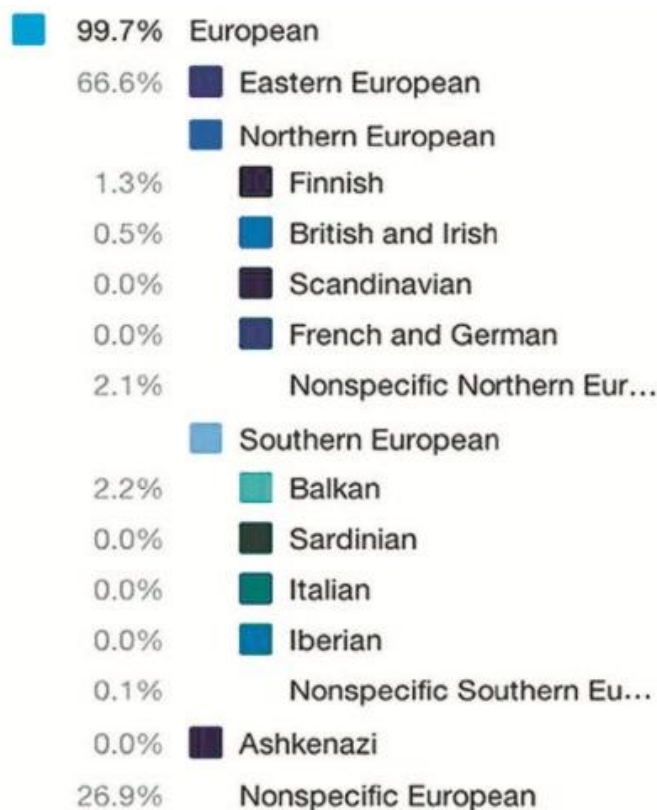 99.7% European
66.6% Eastern European
Northern European
1.3% Finnish
0.5% British and Irish
0.0% Scandinavian
0.0% French and German
2.1% Nonspecific Northern Eur...
Southern European
2.2% Balkan
0.0% Sardinian
0.0% Italian
0.0% Iberian
0.1% Nonspecific Southern Eu...
0.0% Ashkenazi
26.9% Nonspecific European